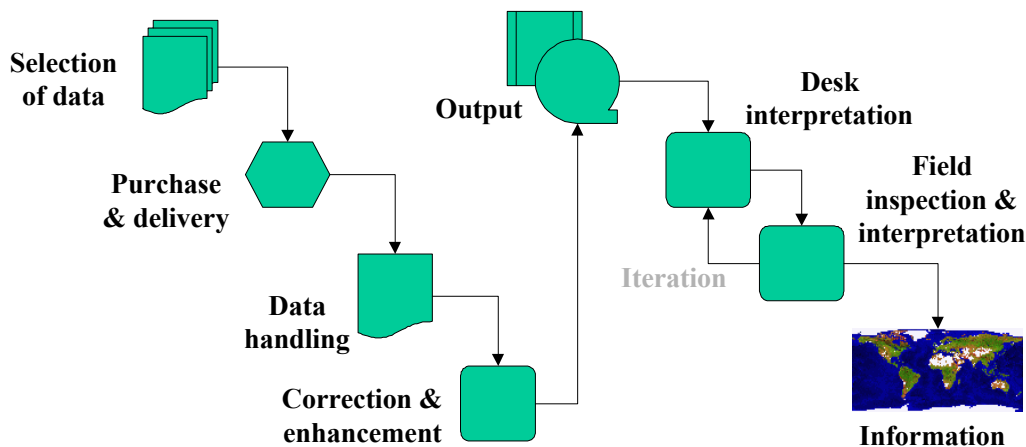 Selection
of data
Purchase
& delivery
Data
handling
Correction &
enhancement
Output
Desk
interpretation
Field
inspection &
interpretation
Iteration
Information